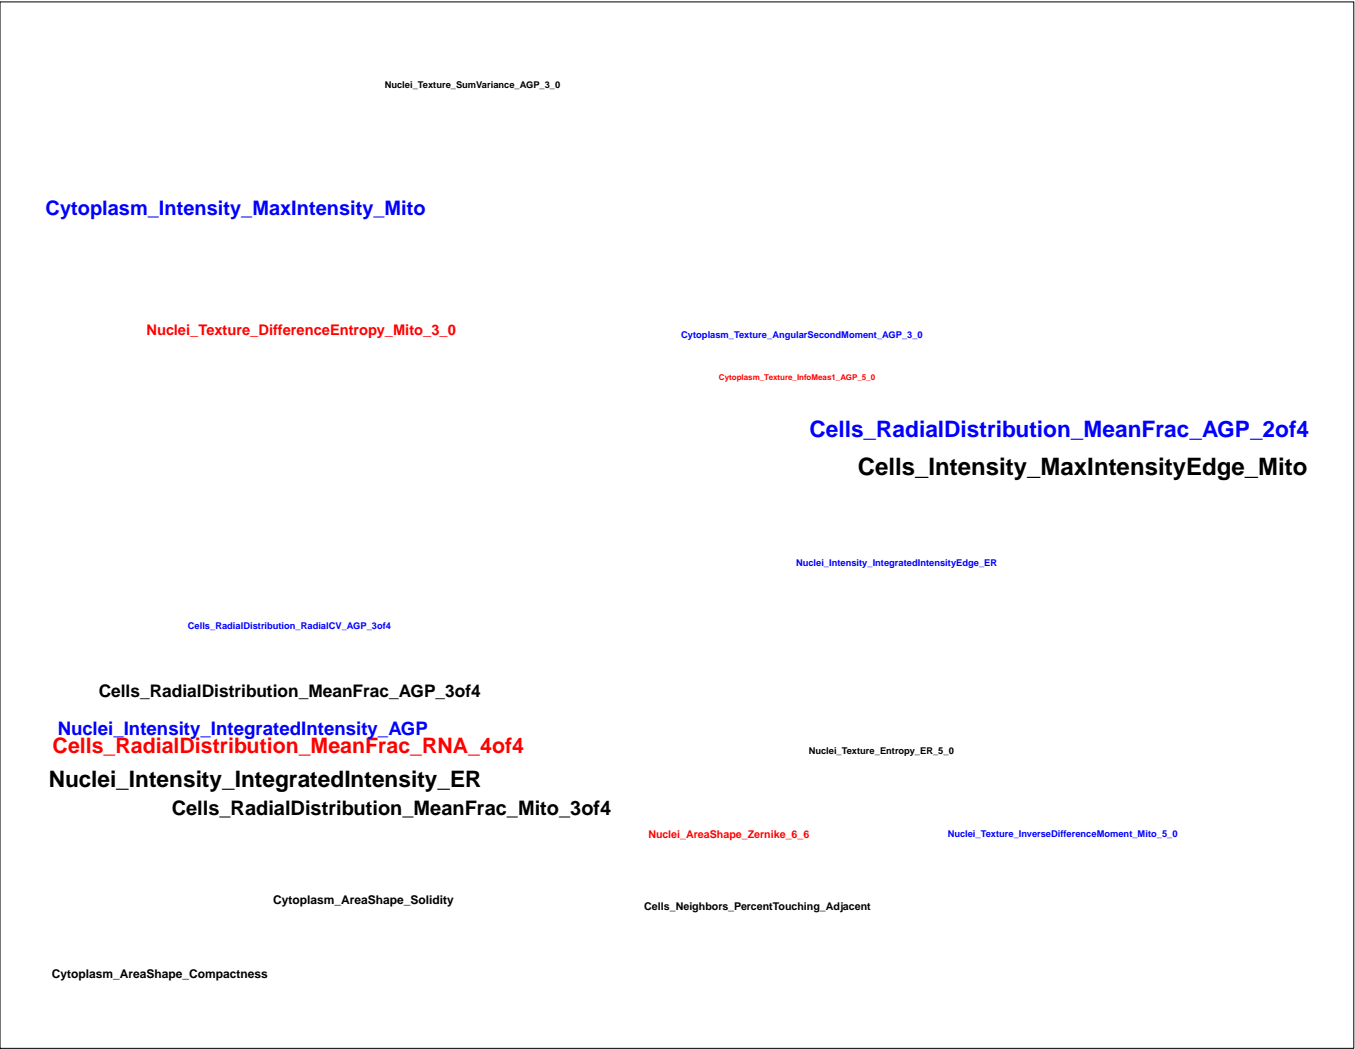 Nuclei_Texture_SumVariance_AGP_3_0
Cytoplasm_Intensity_MaxIntensity_Mito
Nuclei_Texture_DifferenceEntropy_Mito_3_0
Cytoplasm_Texture_AngularSecondMoment_AGP_3_0
Cytoplasm_Texture_InfoMeas1_AGP_5_0
Cells_RadialDistribution_MeanFrac_AGP_2of4
Cells_Intensity_MaxIntensityEdge_Mito
Nuclei_Intensity_IntegratedIntensityEdge_ER
Cells_RadialDistribution_RadialCV_AGP_3of4
Cells_RadialDistribution_MeanFrac_AGP_3of4
Nuclei_Intensity_IntegratedIntensity_AGP
Cells_RadialDistribution_MeanFrac_RNA_4of4
Nuclei_Texture_Entropy_ER_5_0
Nuclei_Intensity_IntegratedIntensity_ER
Cells_RadialDistribution_MeanFrac_Mito_3of4
Nuclei_AreaShape_Zernike_6_6
Nuclei_Texture_InverseDifferenceMoment_Mito_5_0
Cytoplasm_AreaShape_Solidity
Cells_Neighbors_PercentTouching_Adjacent
Cytoplasm_AreaShape_Compactness